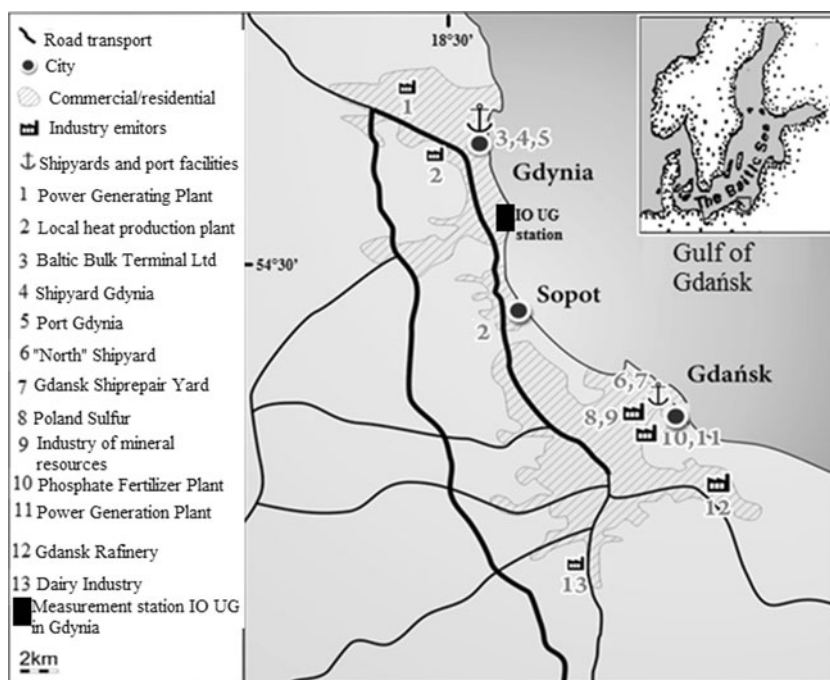 Road transport
City
Commercial/residential
Industry emitors
Shipyards and port facilities
1 Power Generating Plant
2 Local heat production plant
3 Baltic Bulk Terminal Ltd
4 Shipyard Gdynia
5 Port Gdynia
6 "North" Shipyard
7 Gdansk Shiprepair Yard
8 Poland Sulfur
9 Industry of mineral
resources
10 Phosphate Fertilizer Plant
11 Power Generation Plant
12 Gdansk Rafinery
13 Dairy Industry
Measurement station IO UG
in Gdynia
2km
18°30'
1
3,4,5
2
Gdynia
IO UG
station
54°30'
Sopot
2
Gulf of
Gdańsk
The Baltic Sea
6,7
Gdańsk
8,9
10,11
12
13